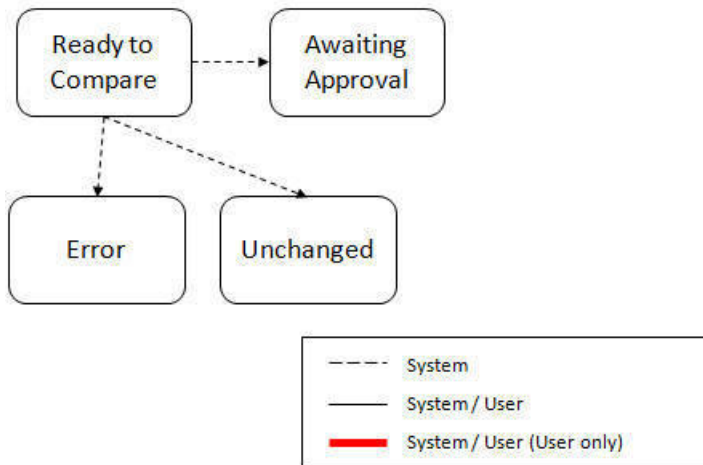 Ready to
Compare
Awaiting
Approval
Error
Unchanged
System
System / User
System / User (User only)